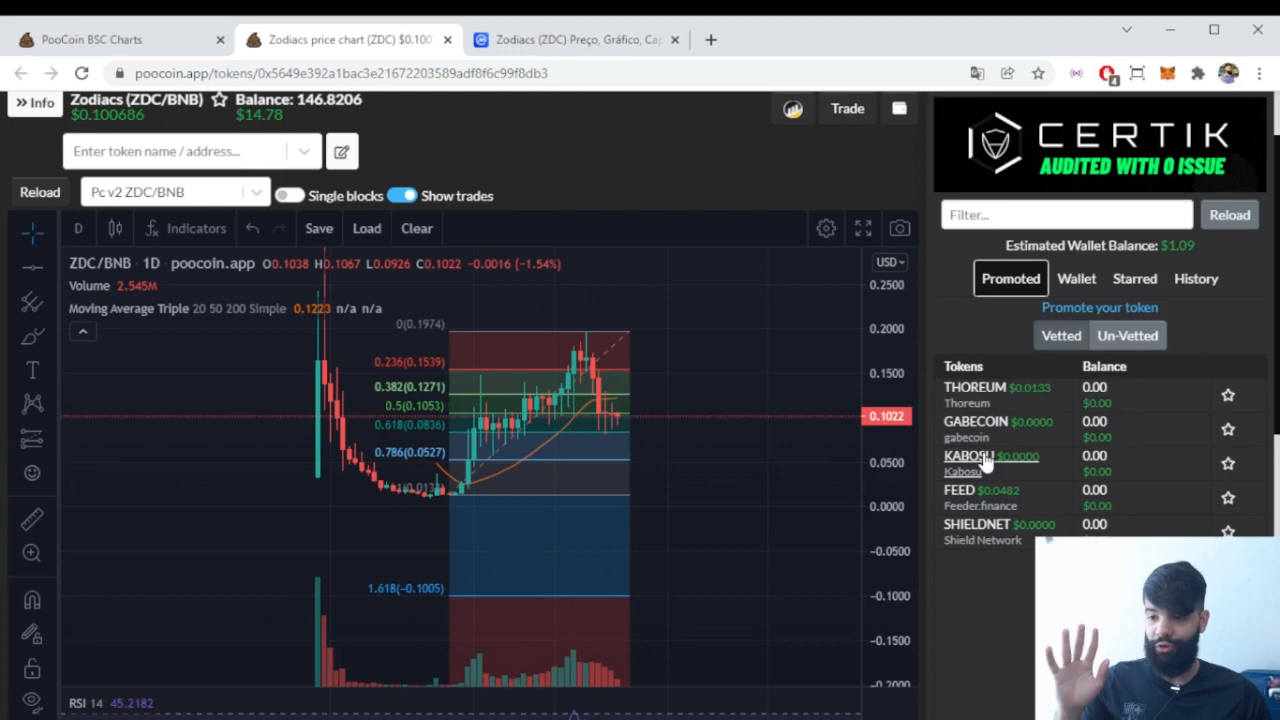 PooCoin BSC Charts
Zodiacs price chart (ZDC) $0.100
Zodiacs (ZDC) Preço, Gráfico, Ca
poocoin.app/tokens/0x5649e392a1bac3e21672203589adf8f6c99f8db3
4
Info
Zodiacs (ZDC/BNB)
Balance: 146.8206
$0.100686
$14.78
Trade
Enter token name / address...
Reload
Pc v2 ZDC/BNB
Single blocks
Show trades
D
Indicators
Save
Load
Clear
ZDC/BNB · 1D · poocoin.app O0.1038 H0.1067 L0.0926 C0.1022 -0.0016 (-1.54%)
USD
Volume 2.545M
Moving Average Triple 20 50 200 Simple 0.1223 n/a n/a
0(0.1974)
0.236(0.1539)
0.382(0.1271)
0.5(0.1053)
0.618(0.0836)
0.786(0.0527)
1.618(−0.1005)
0.2500
0.2000
0.1500
0.1022
0.0500
0.0000
−0.0500
−0.1000
−0.1500
−0.2000
RSI 14 45.2182
CERTIK
AUDITED WITH 0 ISSUE
Filter...
Reload
Estimated Wallet Balance: $1.09
Promoted
Wallet
Starred
History
Promote your token
Vetted
Un-Vetted
Tokens
Balance
THOREUM $0.0133
0.00
Thoreum
$0.00
GABECOIN $0.0000
0.00
gabecoin
$0.00
KABOSU $0.0000
0.00
Kabosu
$0.00
FEED $0.0482
0.00
Feeder.finance
$0.00
SHIELDNET $0.0000
0.00
Shield Network
$0.00